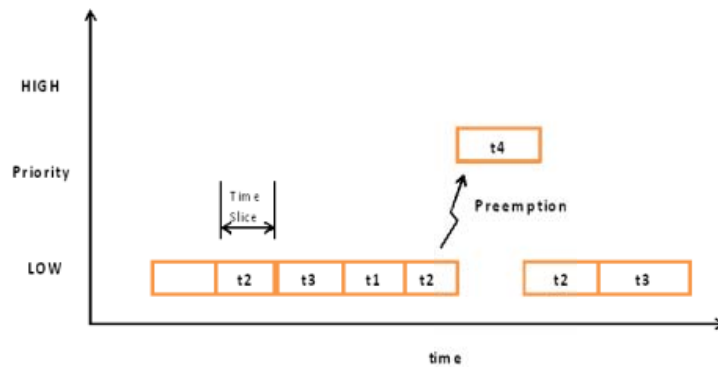 HIGH
t4
Priority
Time
Slice
Preemption
LOW
t2
t3
t1
t2
t2
t3
time